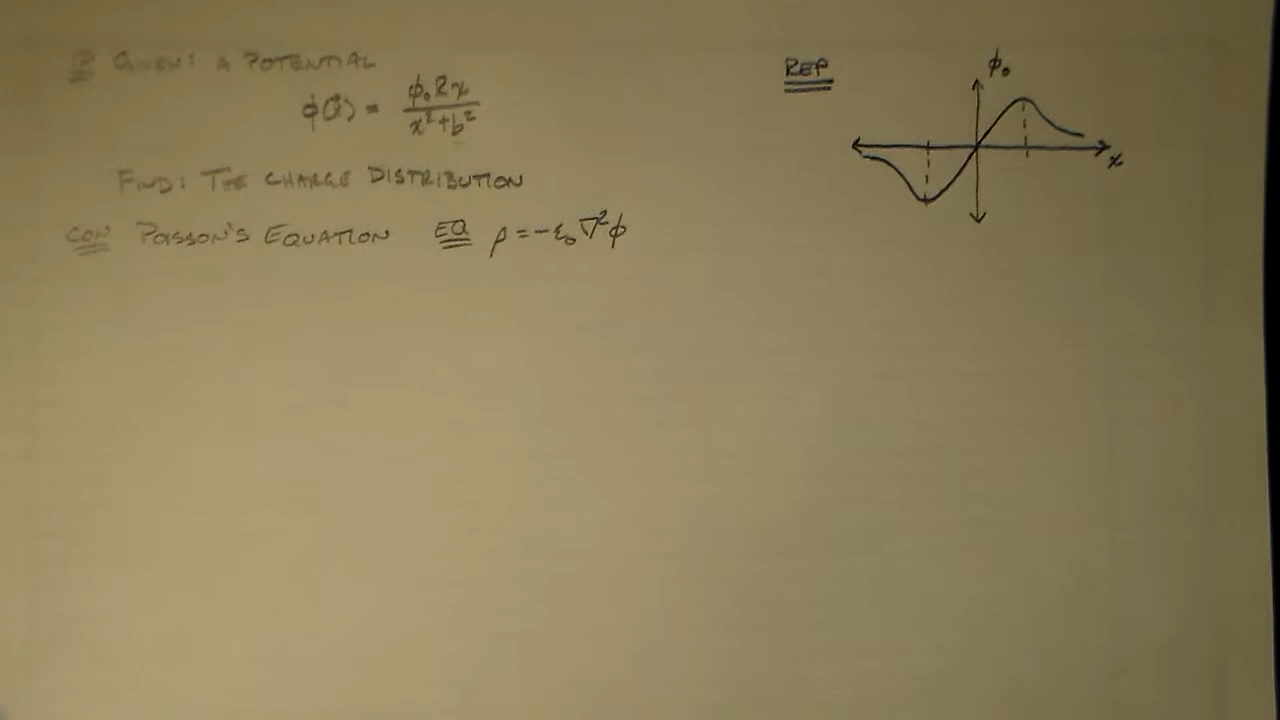 P GIVEN: A POTENTIAL
φ(x⃗) = φ₀Rx / (x²+b²)
FIND: THE CHARGE DISTRIBUTION
CON POISSON'S EQUATION EQ ρ = -ε₀∇²φ
REP
φ₀
x